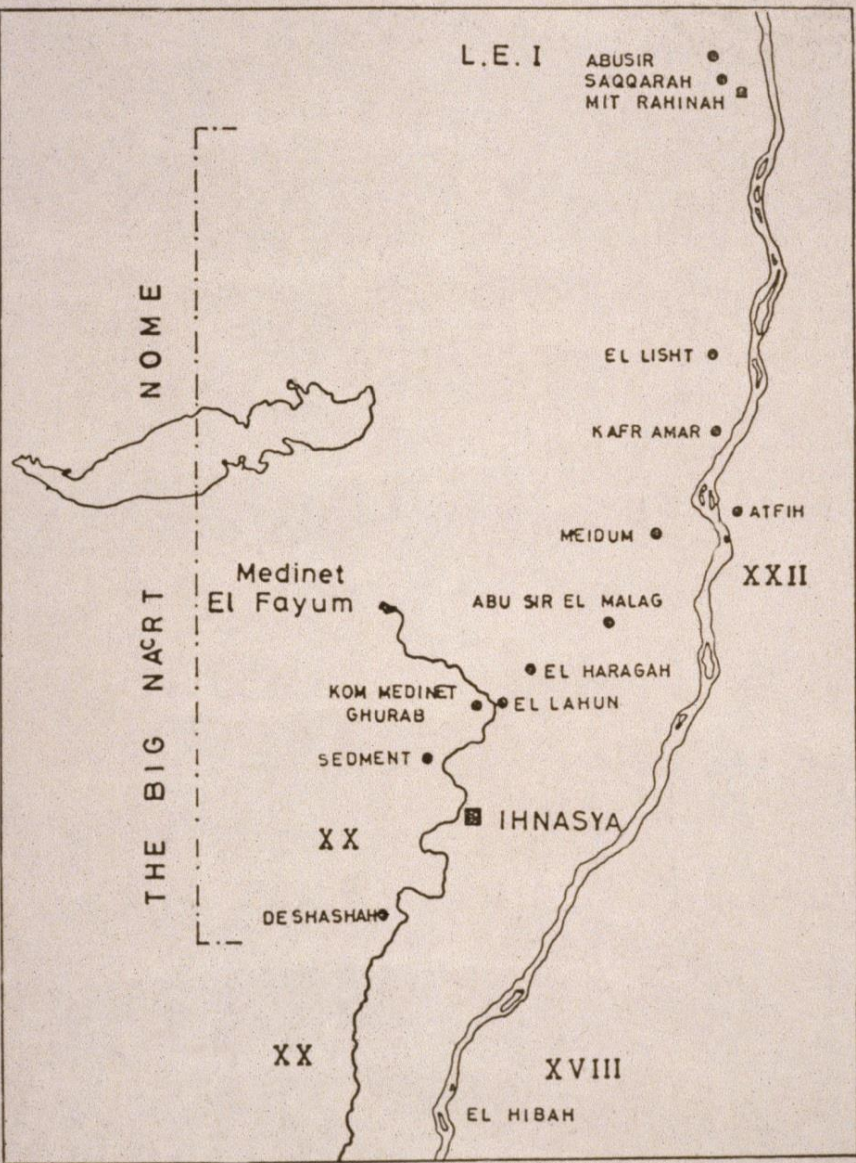 L.E. I
ABUSIR
SAQQARAH
MIT RAHINAH
NOME
EL LISHT
KAFR AMAR
ATFIH
MEIDUM
XXII
Medinet
El Fayum
ABU SIR EL MALAG
THE BIG NAᶜRT
EL HARAGAH
KOM MEDINET
GHURAB
EL LAHUN
SEDMENT
IHNASYA
XX
DESHASHAH
XX
XVIII
EL HIBAH